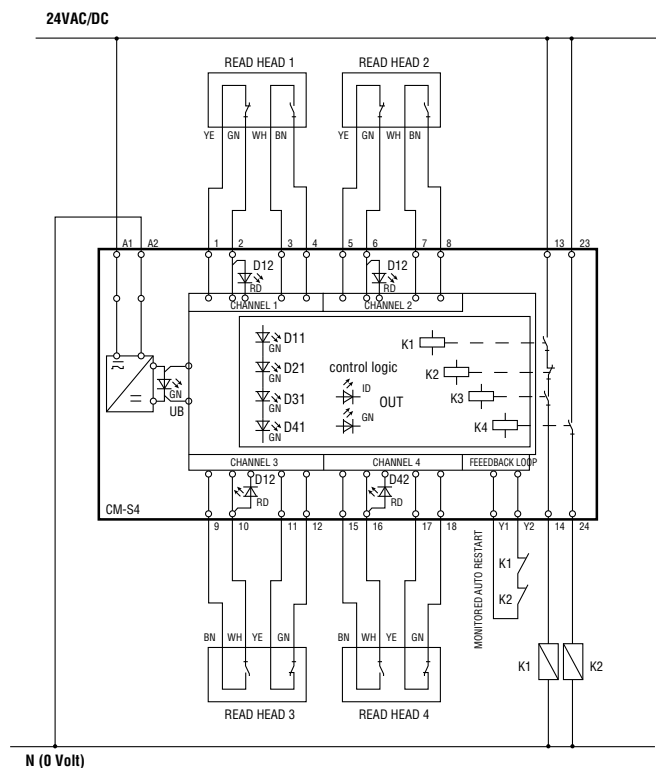 24VAC/DC
READ HEAD 1
READ HEAD 2
YE GN WH BN
YE GN WH BN
A1 A2 1 2 3 4 5 6 7 8 13 23
D12
RD
D12
RD
CHANNEL 1
CHANNEL 2
D11
GN
D21
GN
D31
GN
D41
GN
control logic
ID
OUT
GN
K1
K2
K3
K4
GN
UB
CHANNEL 3
CHANNEL 4
FEEEDBACK LOOP
D12
RD
D42
RD
CM-S4
9 10 11 12 15 16 17 18 Y1 Y2 14 24
MONITORED AUTO RESTART
K1
K2
BN WH YE GN
BN WH YE GN
K1
K2
READ HEAD 3
READ HEAD 4
N (0 Volt)